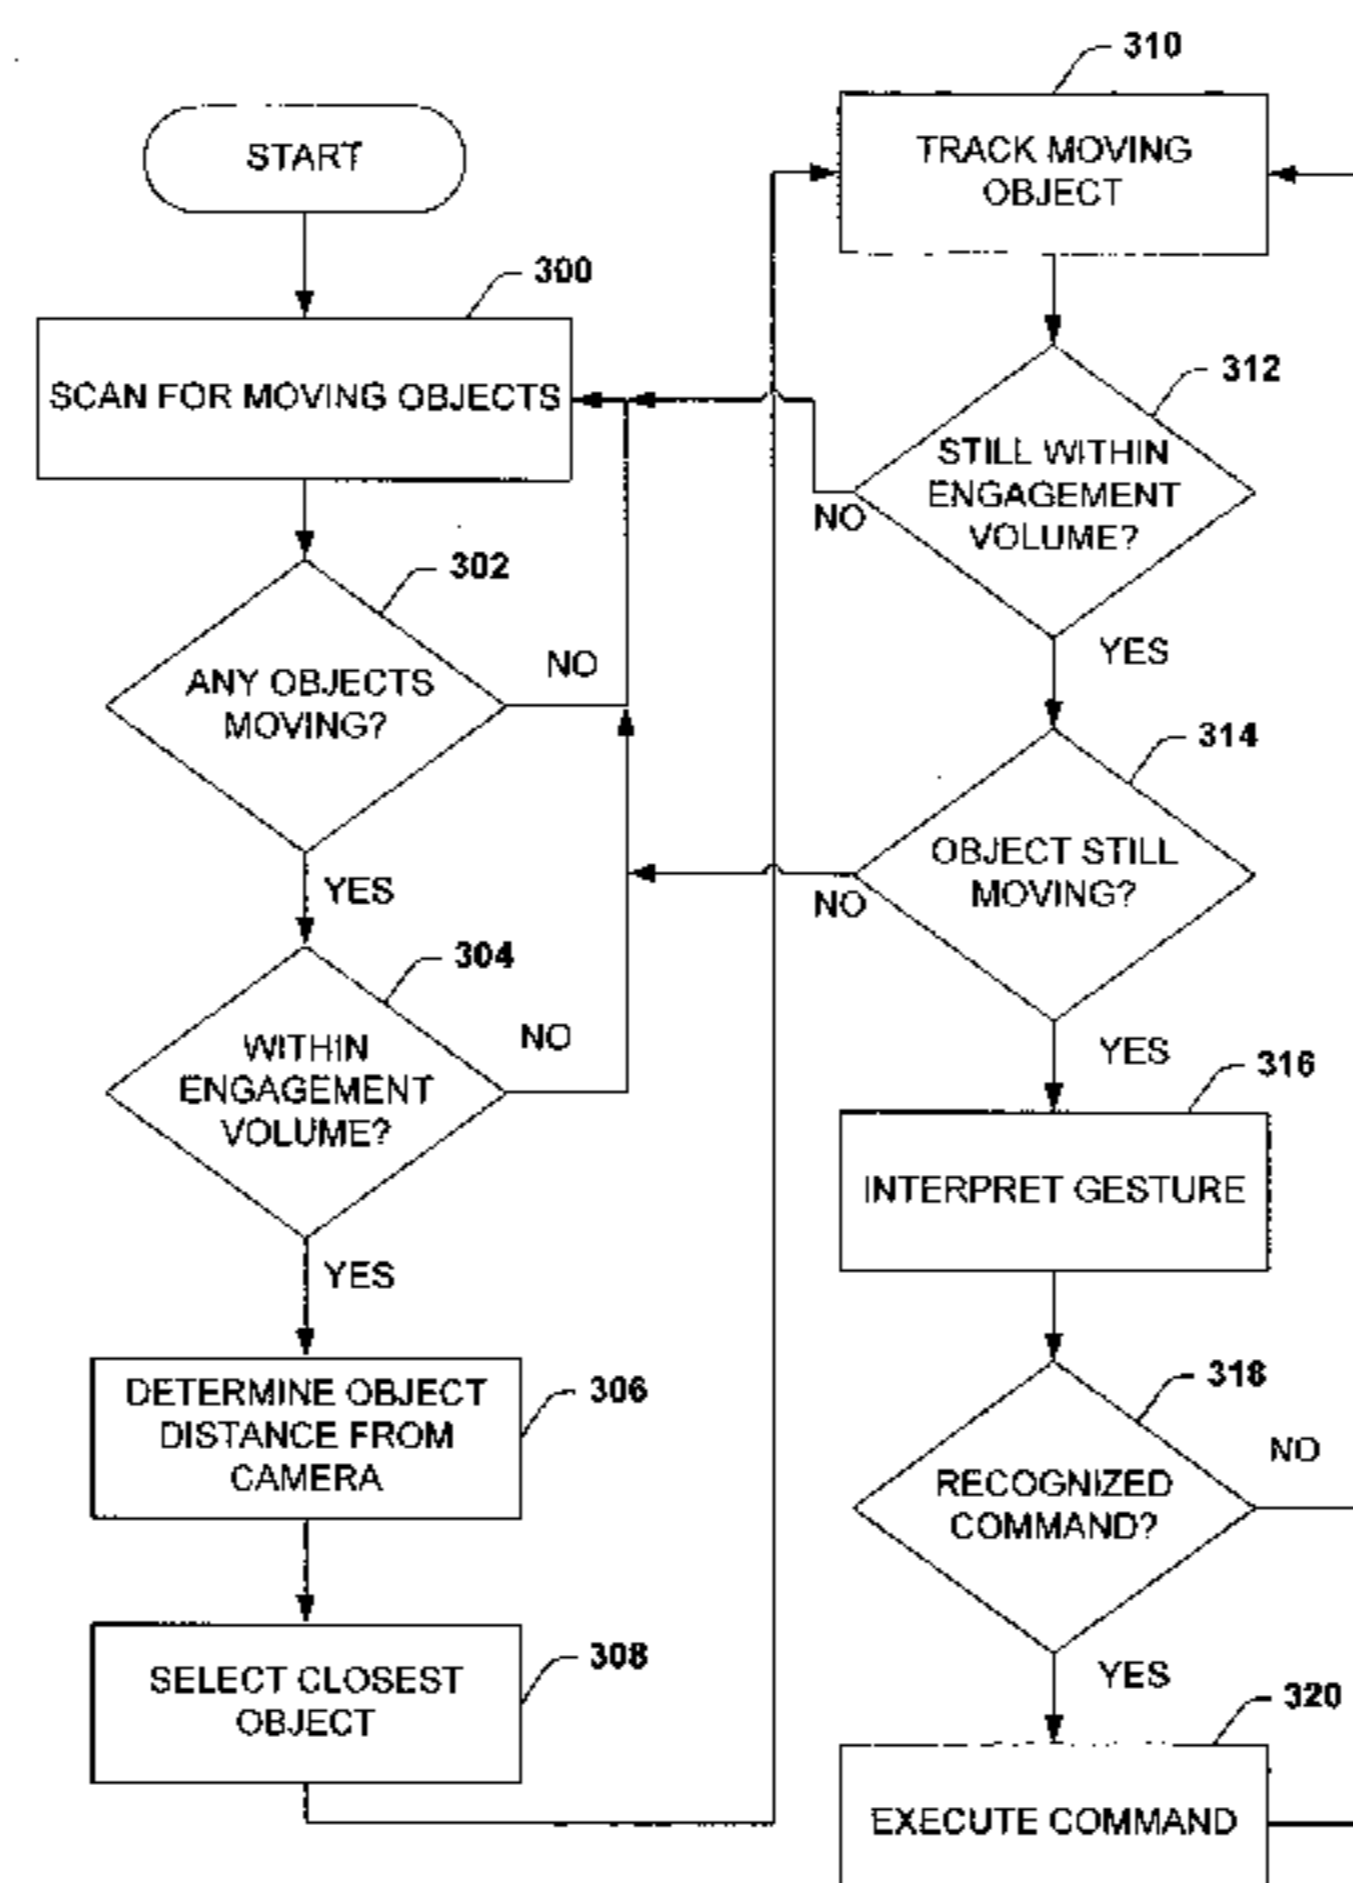 START
300
SCAN FOR MOVING OBJECTS
302
ANY OBJECTS
MOVING?
NO
YES
304
WITHIN
ENGAGEMENT
VOLUME?
NO
YES
DETERMINE OBJECT
DISTANCE FROM
CAMERA
306
SELECT CLOSEST
OBJECT
308
310
TRACK MOVING
OBJECT
312
STILL WITHIN
ENGAGEMENT
VOLUME?
NO
YES
314
OBJECT STILL
MOVING?
NO
YES
316
INTERPRET GESTURE
318
RECOGNIZED
COMMAND?
NO
YES
320
EXECUTE COMMAND